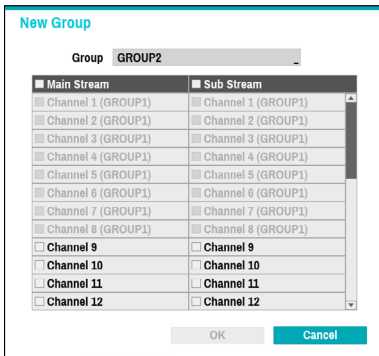 New Group
Group GROUP2
Main Stream Sub Stream
Channel 1 (GROUP1) Channel 1 (GROUP1)
Channel 2 (GROUP1) Channel 2 (GROUP1)
Channel 3 (GROUP1) Channel 3 (GROUP1)
Channel 4 (GROUP1) Channel 4 (GROUP1)
Channel 5 (GROUP1) Channel 5 (GROUP1)
Channel 6 (GROUP1) Channel 6 (GROUP1)
Channel 7 (GROUP1) Channel 7 (GROUP1)
Channel 8 (GROUP1) Channel 8 (GROUP1)
Channel 9 Channel 9
Channel 10 Channel 10
Channel 11 Channel 11
Channel 12 Channel 12
OK Cancel